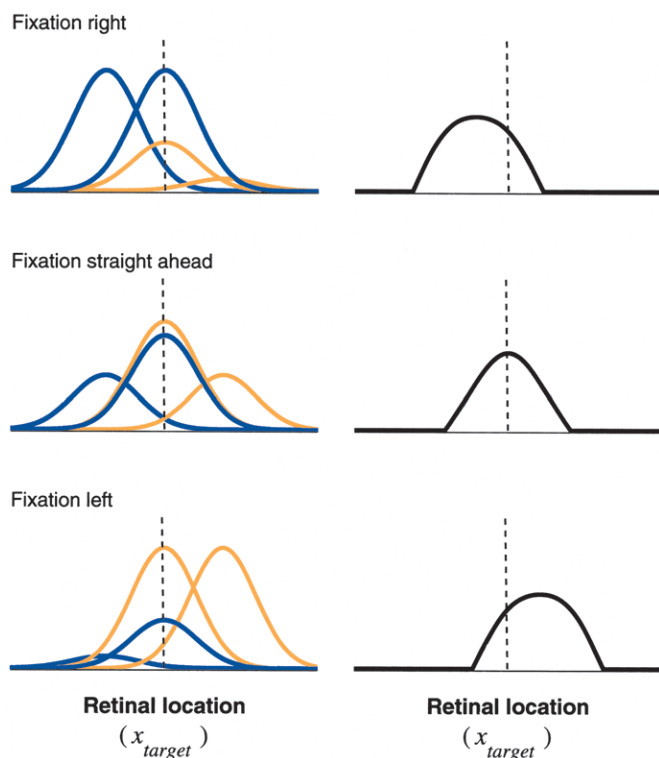 Fixation right
Fixation straight ahead
Fixation left
Retinal location Retinal location
(x_target) (x_target)